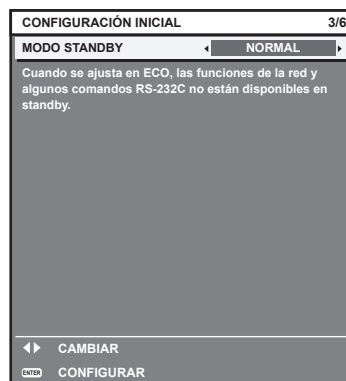 CONFIGURACIÓN INICIAL 3/6
MODO STANDBY NORMAL
Cuando se ajusta en ECO, las funciones de la red y
algunos comandos RS-232C no están disponibles en
standby.
CAMBIAR
ENTER CONFIGURAR